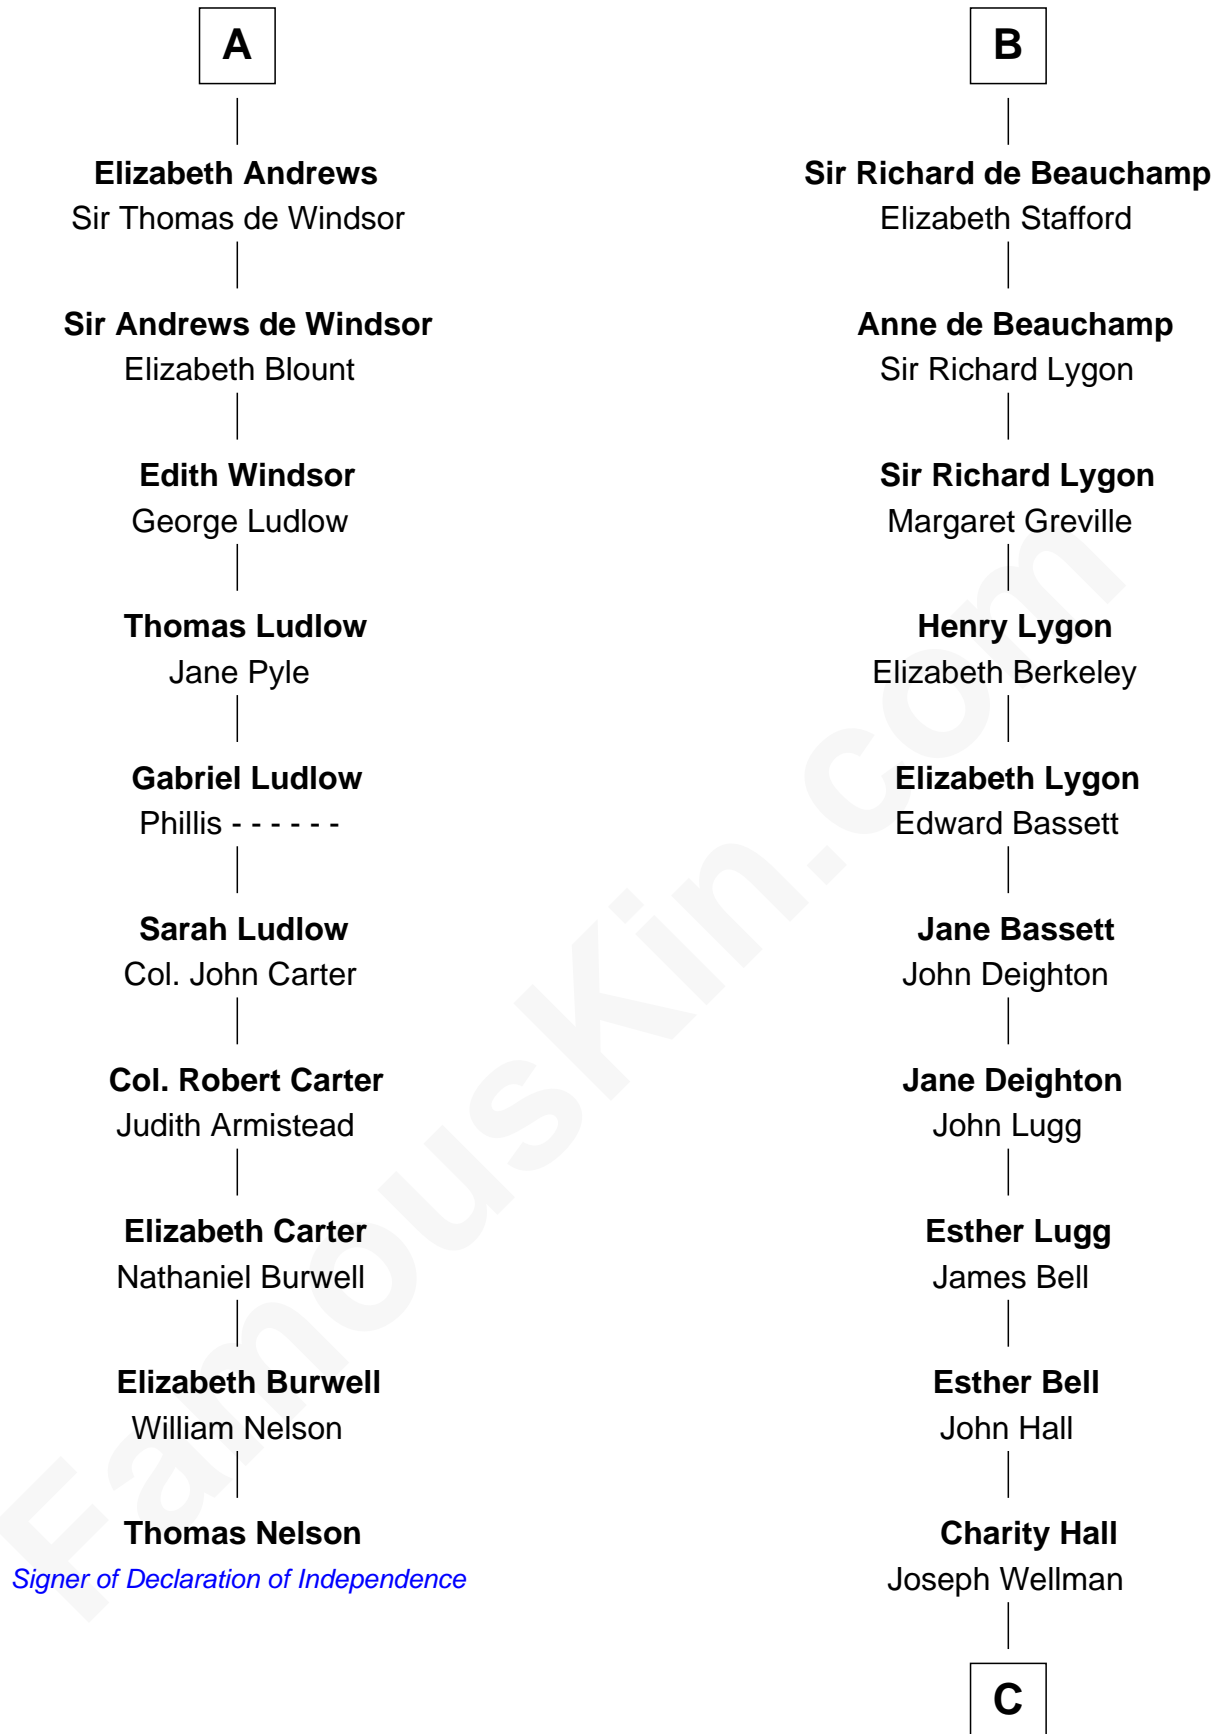 A
Elizabeth Andrews
Sir Thomas de Windsor
Sir Andrews de Windsor
Elizabeth Blount
Edith Windsor
George Ludlow
Thomas Ludlow
Jane Pyle
Gabriel Ludlow
Phillis - - - - - -
Sarah Ludlow
Col. John Carter
Col. Robert Carter
Judith Armistead
Elizabeth Carter
Nathaniel Burwell
Elizabeth Burwell
William Nelson
Thomas Nelson
Signer of Declaration of Independence
B
Sir Richard de Beauchamp
Elizabeth Stafford
Anne de Beauchamp
Sir Richard Lygon
Sir Richard Lygon
Margaret Greville
Henry Lygon
Elizabeth Berkeley
Elizabeth Lygon
Edward Bassett
Jane Bassett
John Deighton
Jane Deighton
John Lugg
Esther Lugg
James Bell
Esther Bell
John Hall
Charity Hall
Joseph Wellman
C
FamousKin.com